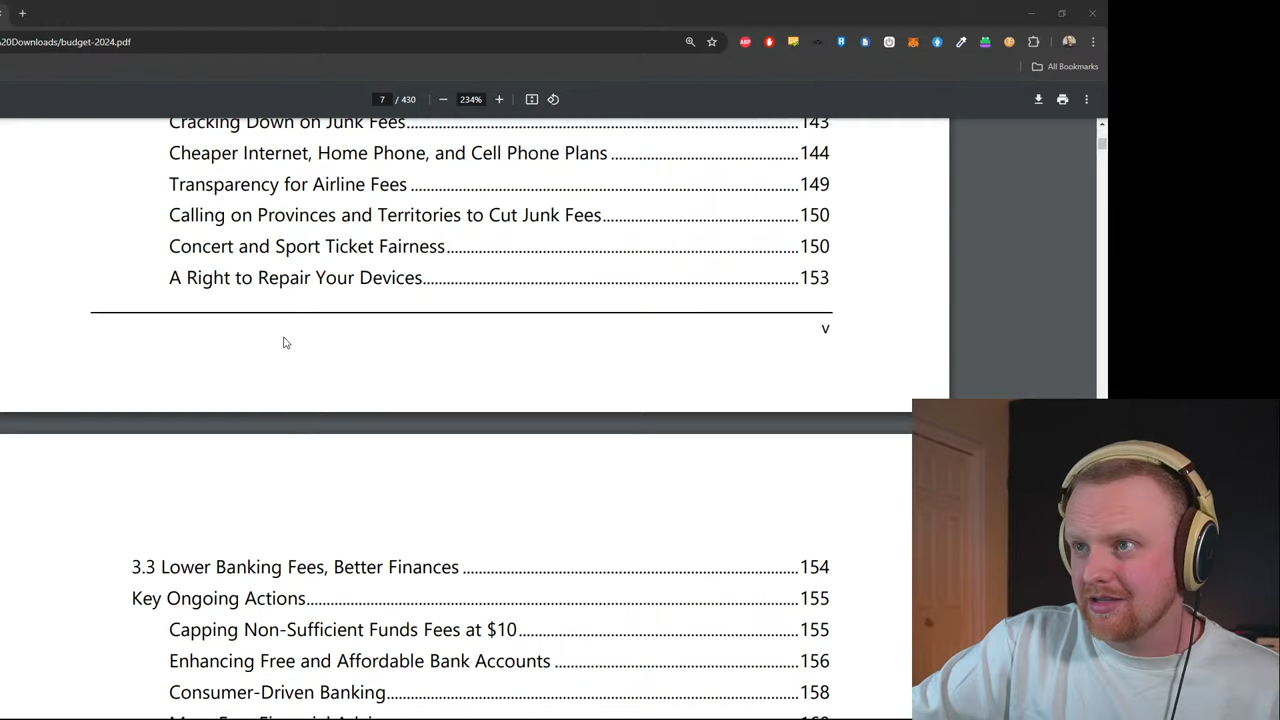 20Downloads/budget-2024.pdf
All Bookmarks
7 / 430
234%
Cracking Down on Junk Fees 143
Cheaper Internet, Home Phone, and Cell Phone Plans 144
Transparency for Airline Fees 149
Calling on Provinces and Territories to Cut Junk Fees 150
Concert and Sport Ticket Fairness 150
A Right to Repair Your Devices 153
v
3.3 Lower Banking Fees, Better Finances 154
Key Ongoing Actions 155
Capping Non-Sufficient Funds Fees at $10 155
Enhancing Free and Affordable Bank Accounts 156
Consumer-Driven Banking 158